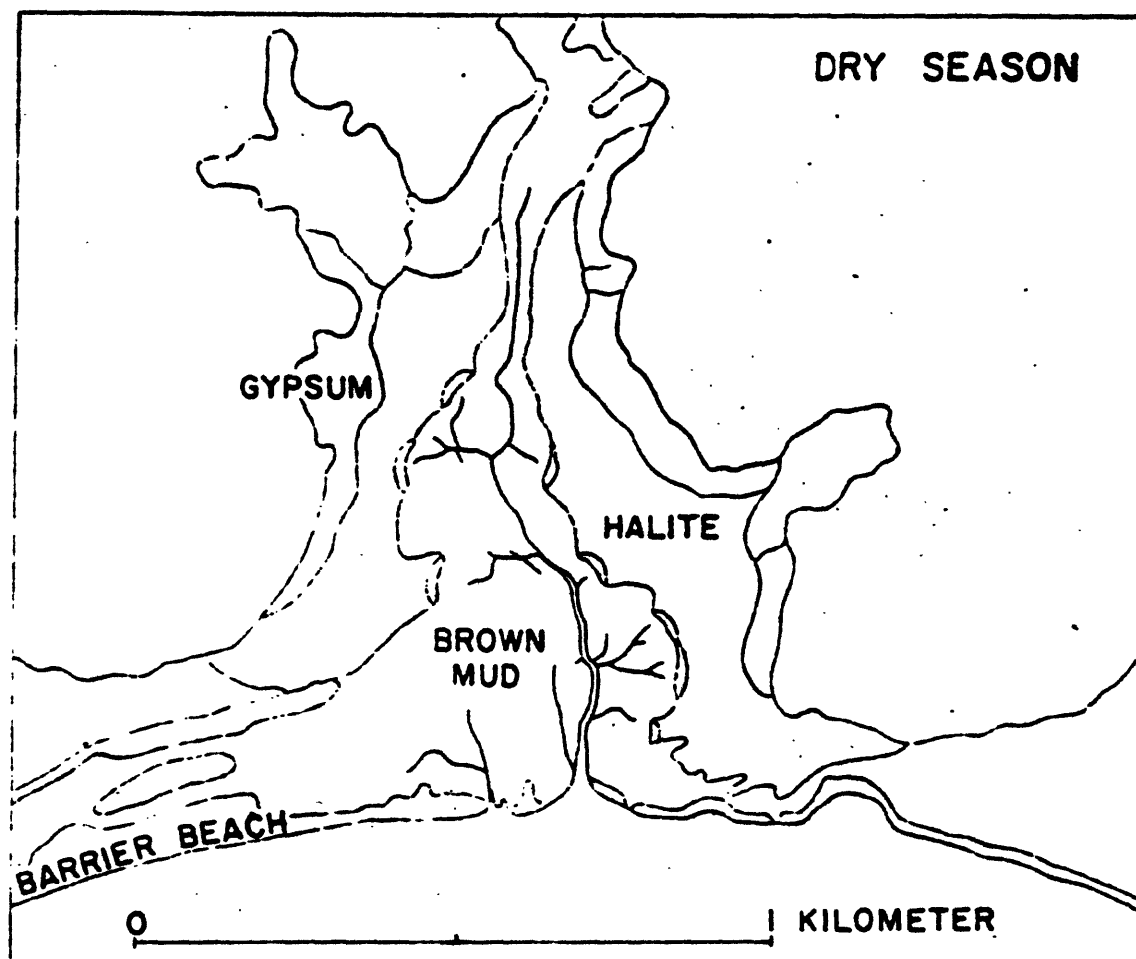 DRY SEASON
GYPSUM
HALITE
BROWN
MUD
BARRIER BEACH
0 1 KILOMETER